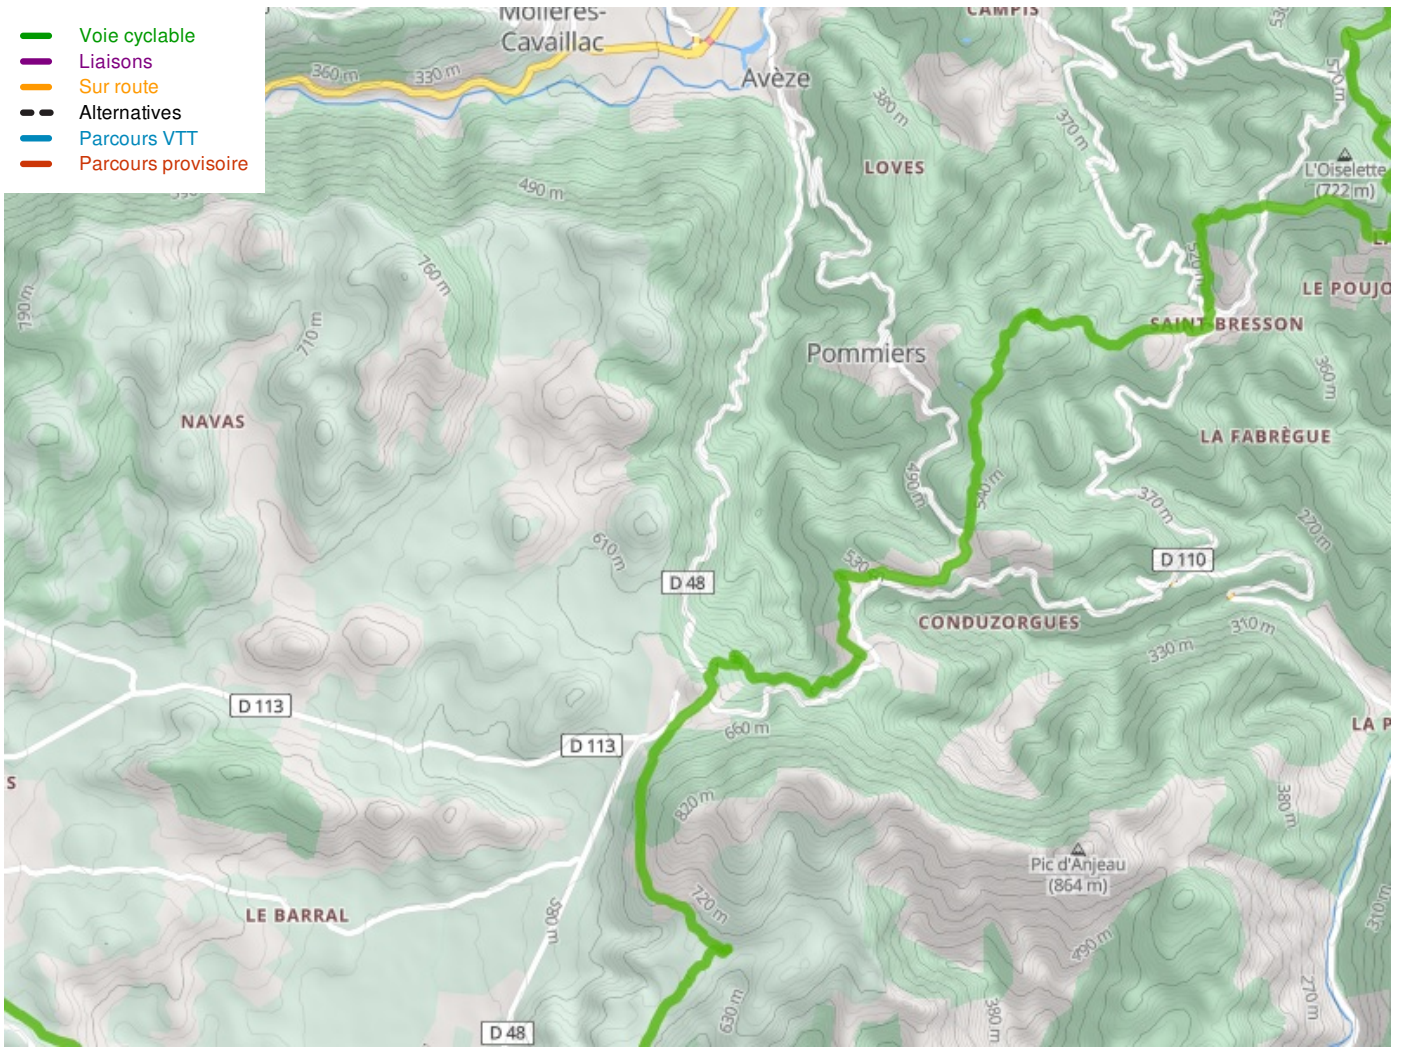 Voie cyclable
Liaisons
Sur route
Alternatives
Parcours VTT
Parcours provisoire
Molières-
Cavaillac
CAMPIS
360 m
330 m
Avèze
380 m
370 m
570 m
LOVES
L'Oiselette
(722 m)
490 m
760 m
790 m
710 m
520 m
LE POUJO
SAINT-BRESSON
Pommiers
360 m
NAVAS
LA FABRÈGUE
490 m
370 m
270 m
610 m
530
D 110
D 48
CONDUZORGUES
310 m
330 m
D 113
660 m
D 113
LA P
S
820 m
380 m
Pic d'Anjeau
(864 m)
720 m
LE BARRAL
580 m
310 m
490 m
630 m
380 m
270 m
D 48